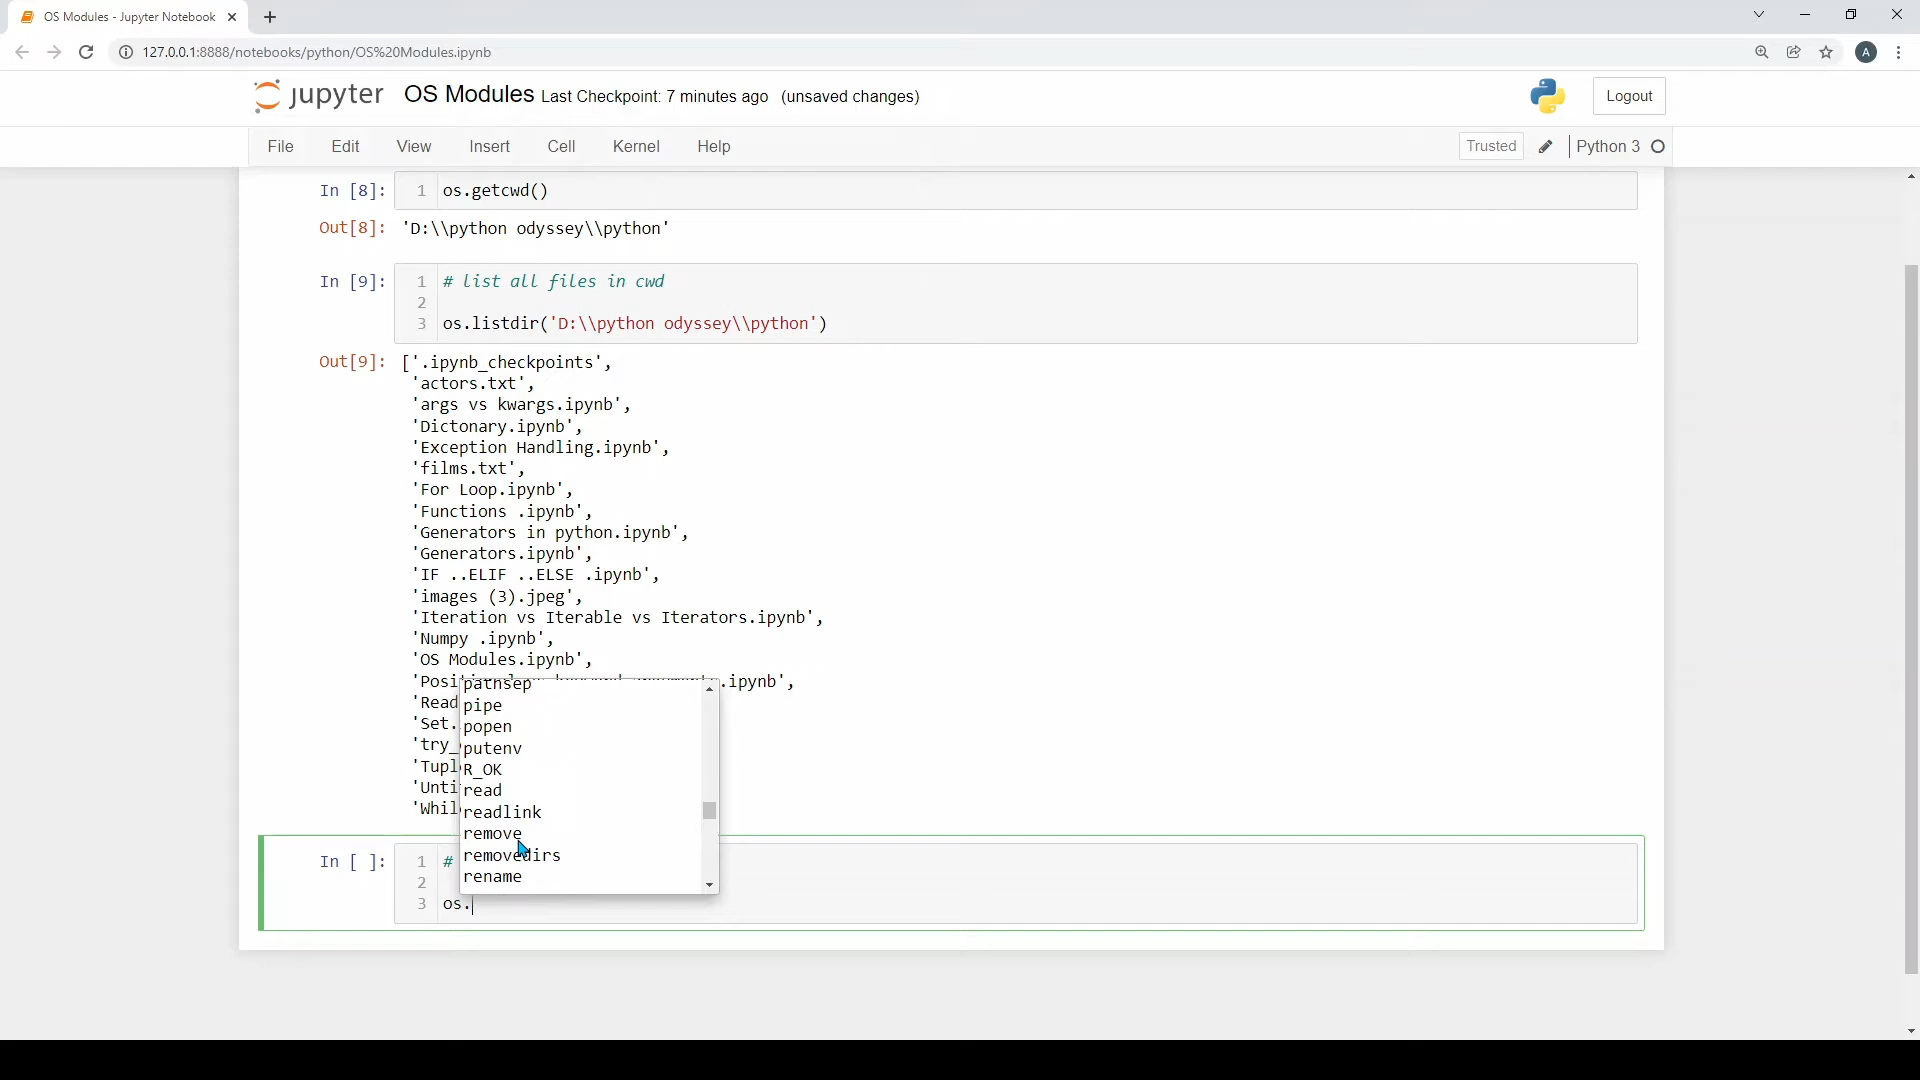 OS Modules - Jupyter Notebook
127.0.0.1:8888/notebooks/python/OS%20Modules.ipynb
A
jupyter OS Modules Last Checkpoint: 7 minutes ago (unsaved changes)
Logout
File Edit View Insert Cell Kernel Help
Trusted Python 3
In [8]: 1 os.getcwd()
Out[8]: 'D:\\python odyssey\\python'
In [9]: 1 # list all files in cwd
2
3 os.listdir('D:\\python odyssey\\python')
Out[9]: ['.ipynb_checkpoints',
'actors.txt',
'args vs kwargs.ipynb',
'Dictonary.ipynb',
'Exception Handling.ipynb',
'films.txt',
'For Loop.ipynb',
'Functions .ipynb',
'Generators in python.ipynb',
'Generators.ipynb',
'IF ..ELIF ..ELSE .ipynb',
'images (3).jpeg',
'Iteration vs Iterable vs Iterators.ipynb',
'Numpy .ipynb',
'OS Modules.ipynb',
'Posi .ipynb',
'Read
'Set.
'try_
'Tupl
'Unti
'Whil
pathsep
pipe
popen
putenv
R_OK
read
readlink
remove
removedirs
rename
In [ ]: 1 #
2
3 os.